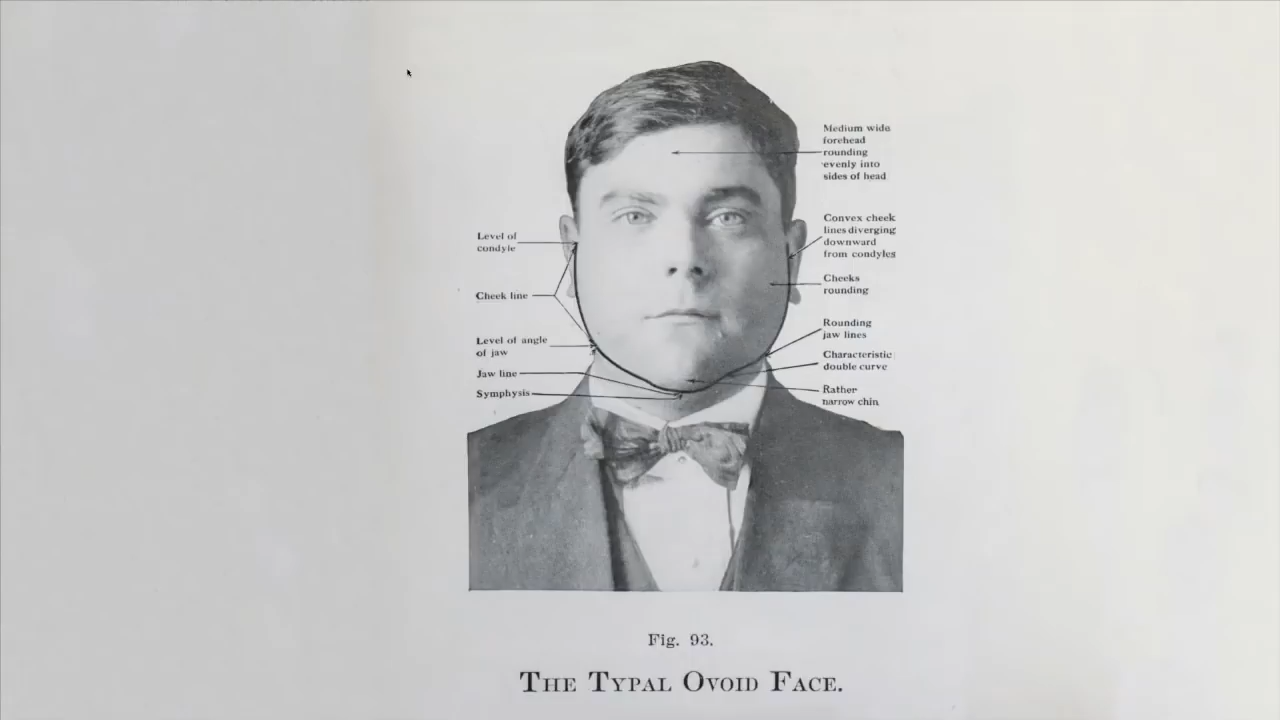 Medium wide
forehead
rounding
evenly into
sides of head
Level of
condyle
Convex cheek
lines diverging
downward
from condyles
Cheek line
Cheeks
rounding
Level of angle
of jaw
Rounding
jaw lines
Jaw line
Characteristic
double curve
Symphysis
Rather
narrow chin
Fig. 93.
THE TYPAL OVOID FACE.